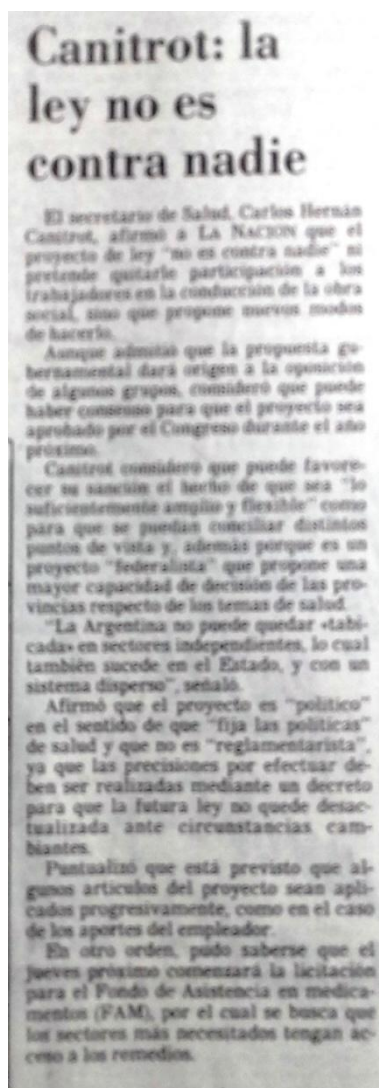 Canitrot: la
ley no es
contra nadie
El secretario de Salud, Carlos Hernán
Canitrot, afirmó a LA NACION que el
proyecto de ley "no es contra nadie" ni
pretende quitarle participación a los
trabajadores en la conducción de la obra
social, sino que propone nuevos modos
de hacerlo.
Aunque admitió que la propuesta gu-
bernamental dará origen a la oposición
de algunos grupos, consideró que puede
haber consenso para que el proyecto sea
aprobado por el Congreso durante el año
próximo.
Canitrot consideró que puede favore-
cer su sanción el hecho de que sea "lo
suficientemente amplio y flexible" como
para que se puedan conciliar distintos
puntos de vista y, además porque es un
proyecto "federalista" que propone una
mayor capacidad de decisión de las pro-
vincias respecto de los temas de salud.
"La Argentina no puede quedar «tabi-
cada» en sectores independientes, lo cual
también sucede en el Estado, y con un
sistema disperso", señaló.
Afirmó que el proyecto es "político"
en el sentido de que "fija las políticas"
de salud y que no es "reglamentarista",
ya que las precisiones por efectuar de-
ben ser realizadas mediante un decreto
para que la futura ley no quede desac-
tualizada ante circunstancias cam-
biantes.
Puntualizó que está previsto que al-
gunos artículos del proyecto sean apli-
cados progresivamente, como en el caso
de los aportes del empleador.
En otro orden, pudo saberse que el
jueves próximo comenzará la licitación
para el Fondo de Asistencia en medica-
mentos (FAM), por el cual se busca que
los sectores más necesitados tengan ac-
ceso a los remedios.